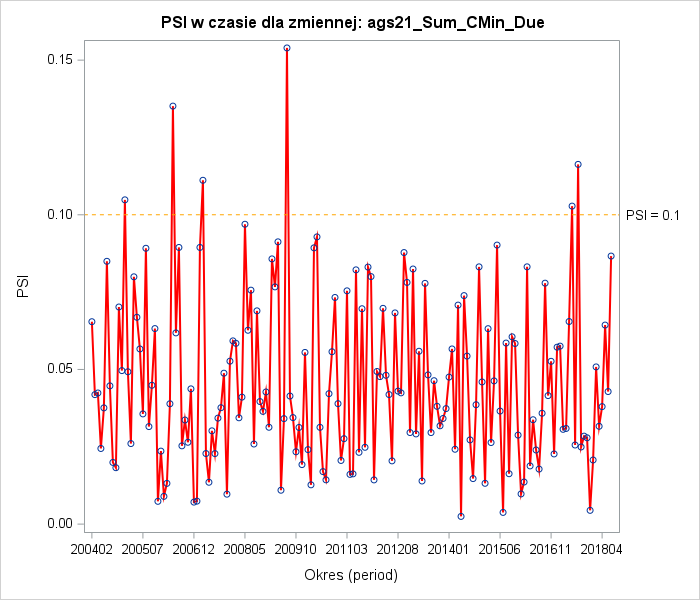 PSI w czasie dla zmiennej: ags21_Sum_CMin_Due
0.15
0.10
0.05
0.00
PSI
PSI = 0.1
200402 200507 200612 200805 200910 201103 201208 201401 201506 201611 201804
Okres (period)